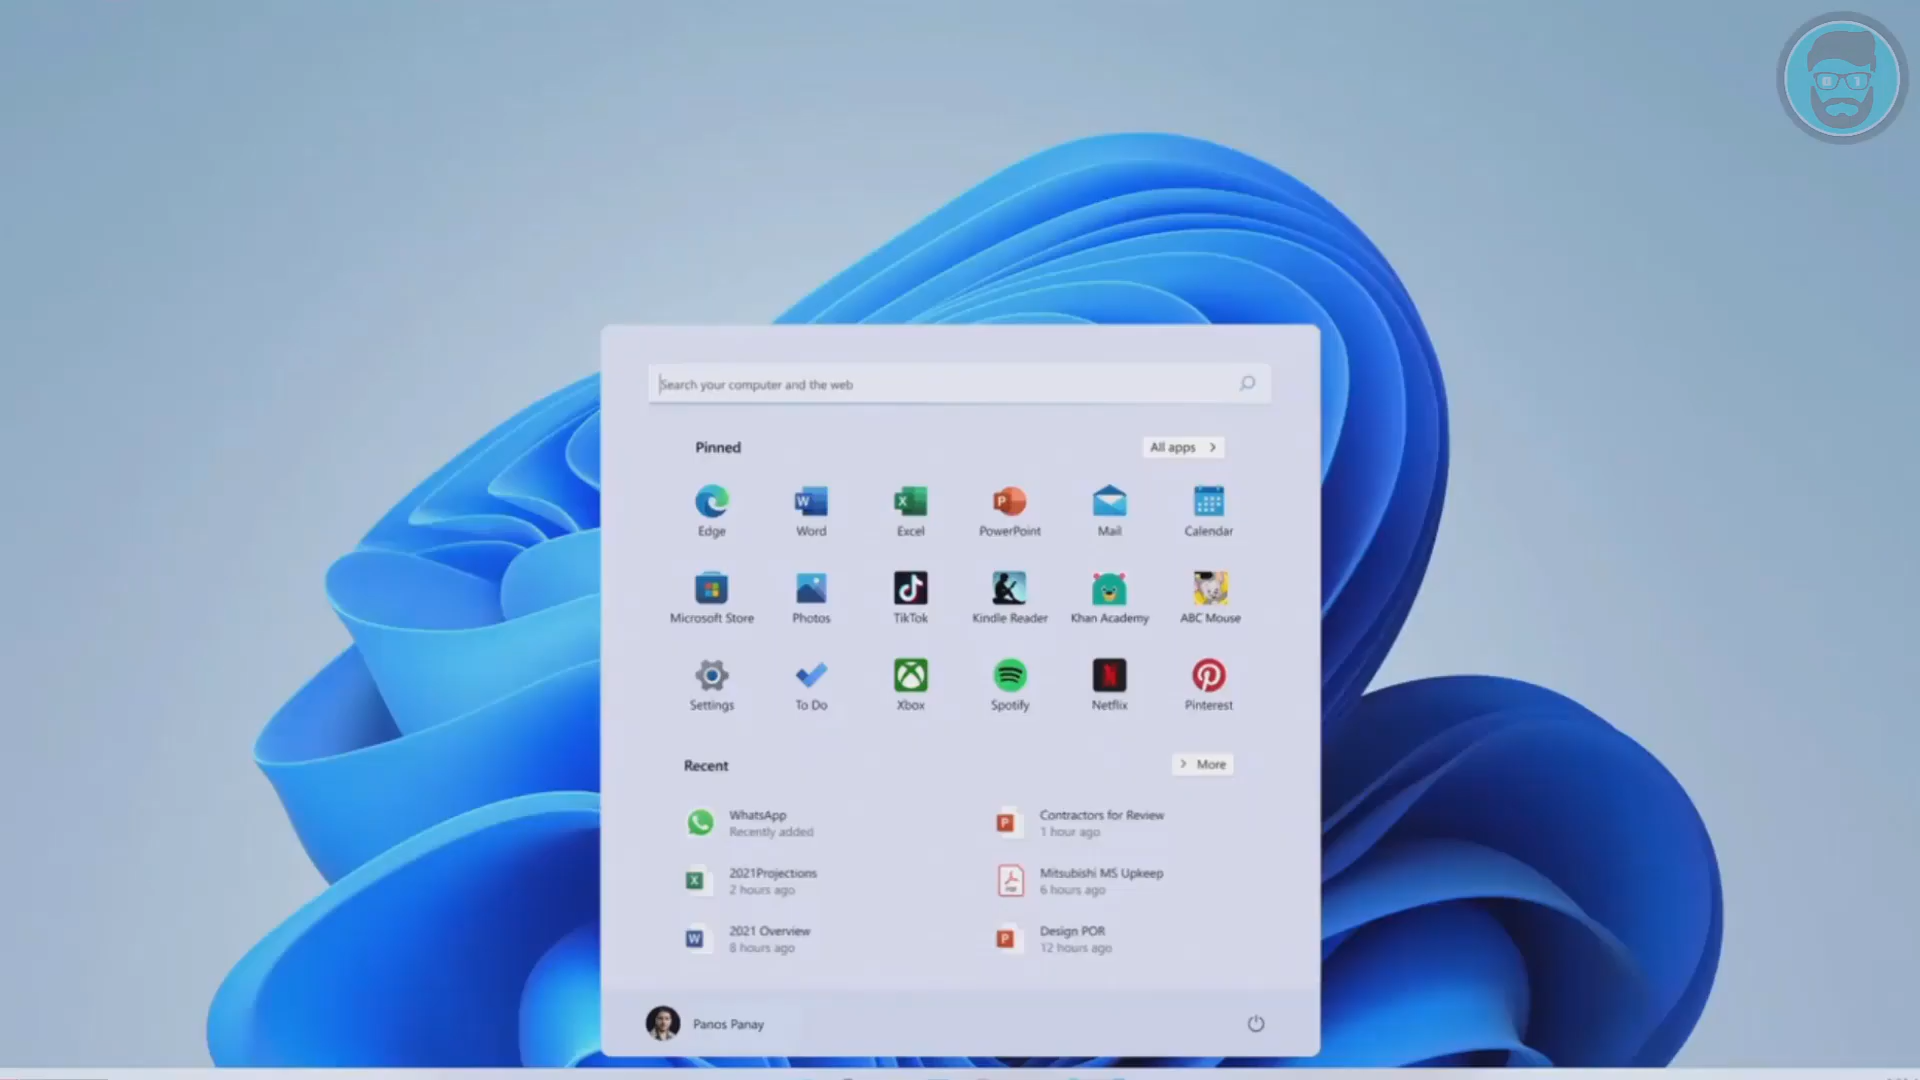 Search your computer and the web
Pinned
All apps
Edge
Word
Excel
PowerPoint
Mail
Calendar
Microsoft Store
Photos
TikTok
Kindle Reader
Khan Academy
ABC Mouse
Settings
To Do
Xbox
Spotify
Netflix
Pinterest
Recent
More
WhatsApp
Recently added
Contractors for Review
1 hour ago
2021Projections
2 hours ago
Mitsubishi MS Upkeep
6 hours ago
2021 Overview
8 hours ago
Design POR
12 hours ago
Panos Panay